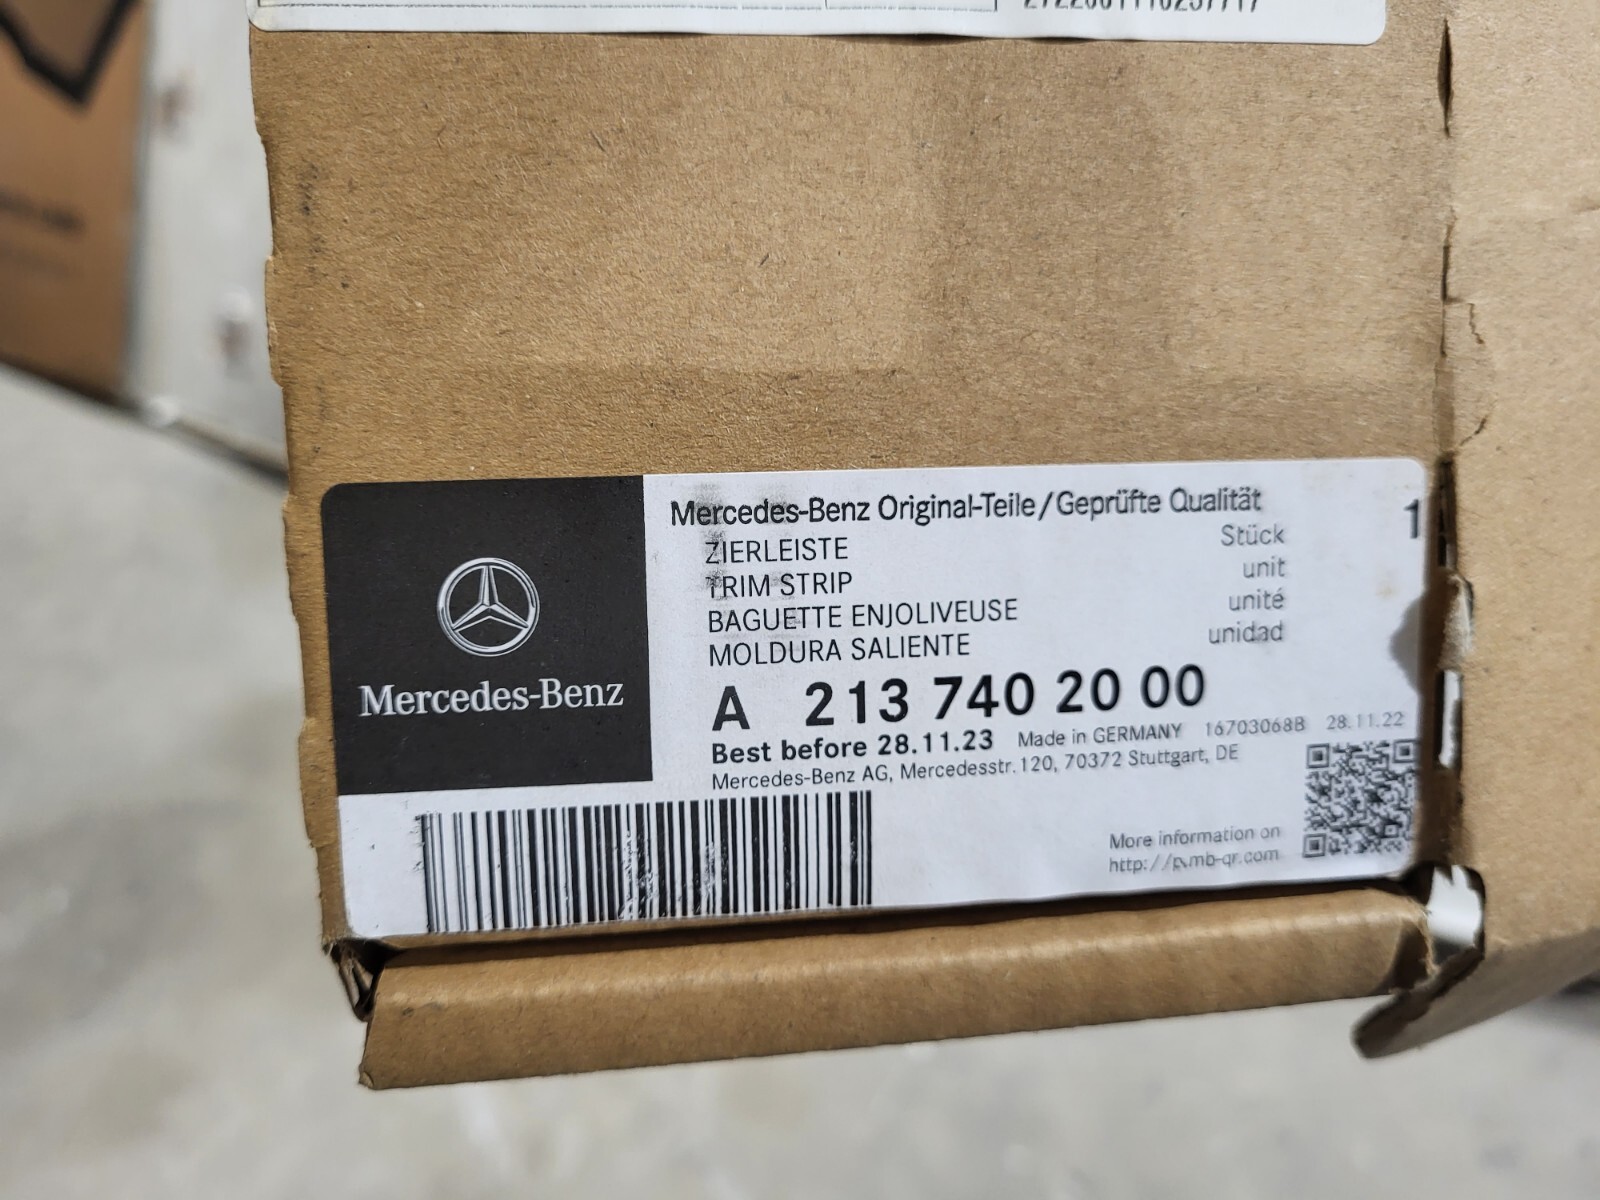 Mercedes-Benz
Mercedes-Benz Original-Teile/Geprüfte Qualität
ZIERLEISTE Stück 1
TRIM STRIP unit
BAGUETTE ENJOLIVEUSE unité
MOLDURA SALIENTE unidad
A 213 740 20 00
Best before 28.11.23 Made in GERMANY 16703068B 28.11.22
Mercedes-Benz AG, Mercedesstr. 120, 70372 Stuttgart, DE
More information on